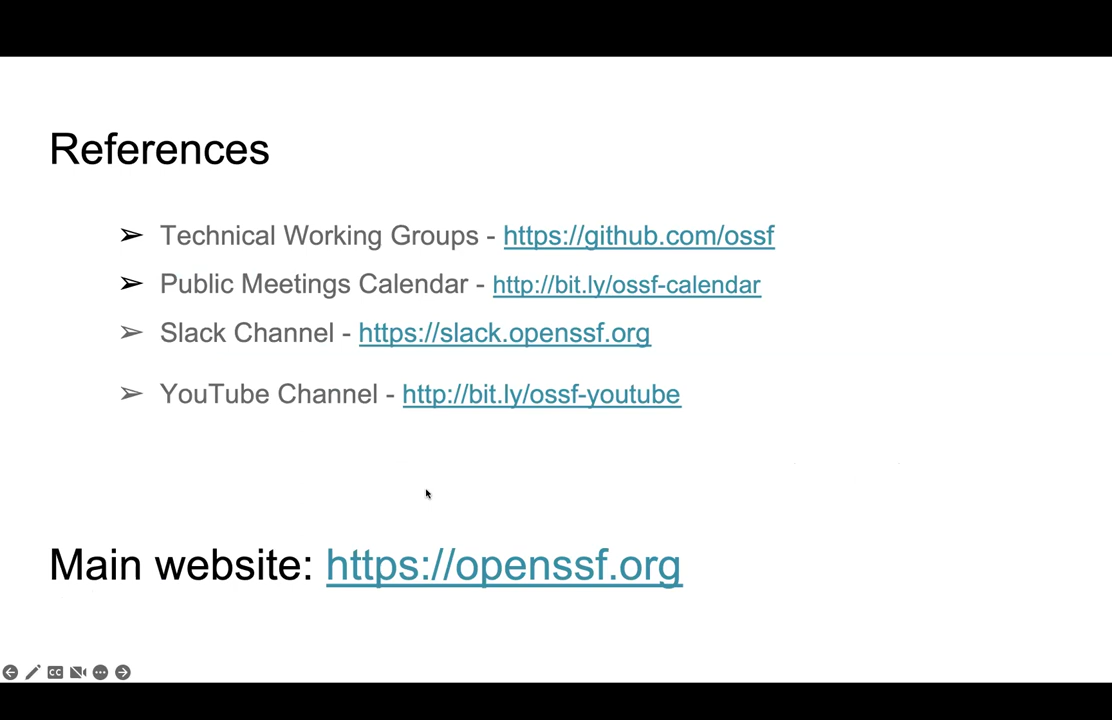 References
➢ Technical Working Groups - https://github.com/ossf
➢ Public Meetings Calendar - http://bit.ly/ossf-calendar
➢ Slack Channel - https://slack.openssf.org
➢ YouTube Channel - http://bit.ly/ossf-youtube
Main website: https://openssf.org
CC